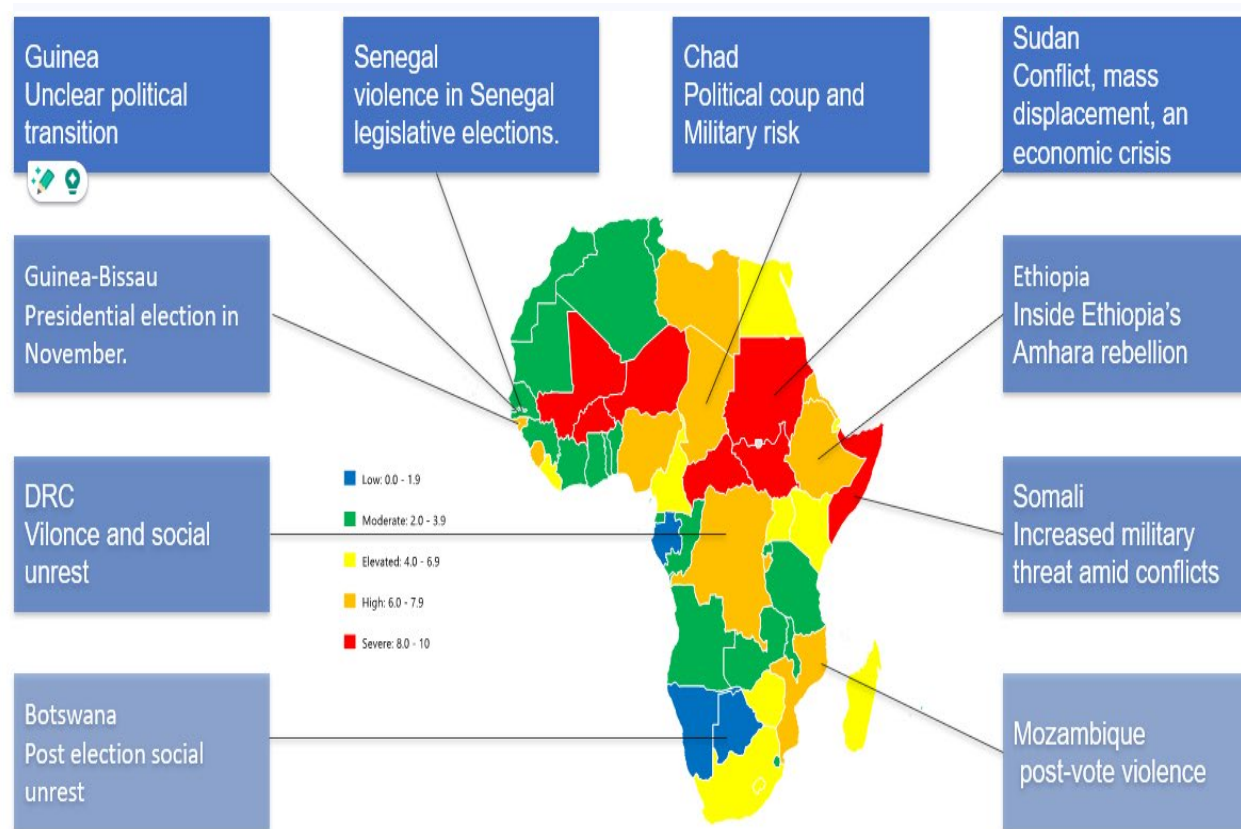 Guinea
Unclear political
transition
Senegal
violence in Senegal
legislative elections.
Chad
Political coup and
Military risk
Sudan
Conflict, mass
displacement, an
economic crisis
Guinea-Bissau
Presidential election in
November.
Ethiopia
Inside Ethiopia's
Amhara rebellion
DRC
Vilonce and social
unrest
Low: 0.0 - 1.9
Moderate: 2.0 - 3.9
Elevated: 4.0 - 6.9
High: 6.0 - 7.9
Severe: 8.0 - 10
Somali
Increased military
threat amid conflicts
Botswana
Post election social
unrest
Mozambique
post-vote violence